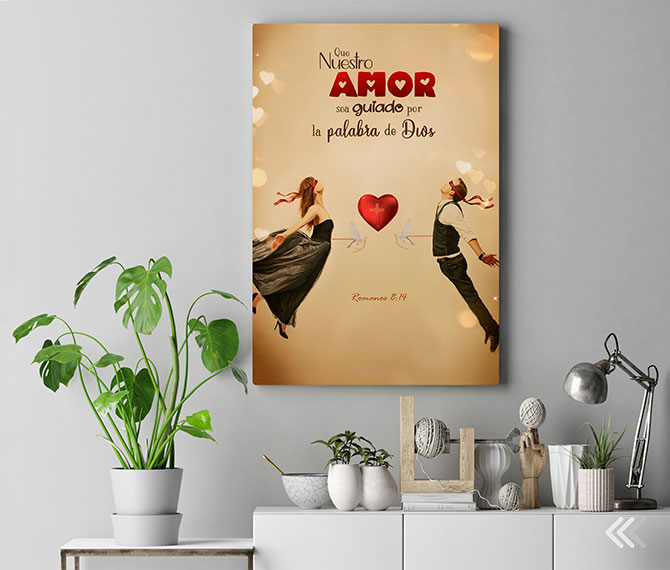 Que
Nuestro
AMOR
sea guiado por
la palabra de Dios
Romanos 8:14